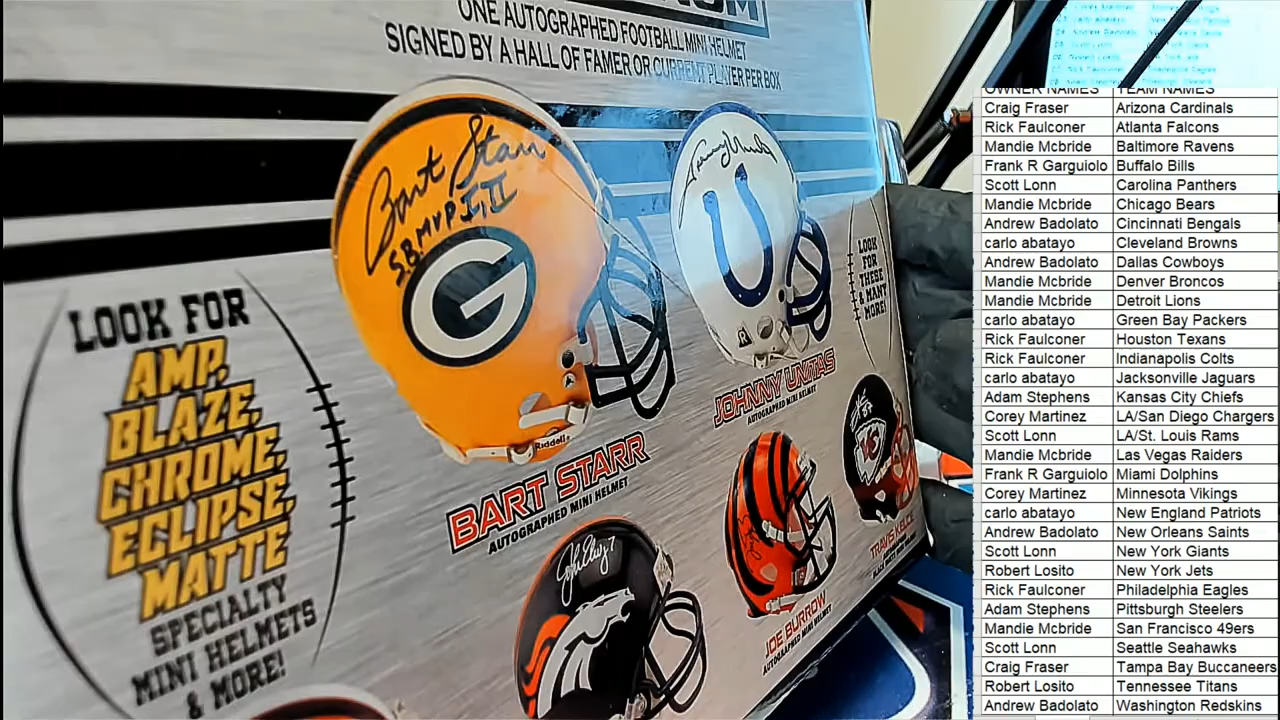 ONE AUTOGRAPHED FOOTBALL MINI HELMET
SIGNED BY A HALL OF FAMER OR CURRENT PLAYER PER BOX
Bart Starr
S.B. MVP I, II
G
Riddell
LOOK FOR
AMP,
BLAZE,
CHROME,
ECLIPSE,
MATTE
SPECIALTY
MINI HELMETS
& MORE!
LOOK
FOR
THESE
& MANY
MORE!
BART STARR
AUTOGRAPHED MINI HELMET
JOHNNY UNITAS
AUTOGRAPHED MINI HELMET
John Elway 7
JOE BURROW
AUTOGRAPHED MINI HELMET
TRAVIS KELCE
OWNER NAMES TEAM NAMES
Craig Fraser Arizona Cardinals
Rick Faulconer Atlanta Falcons
Mandie Mcbride Baltimore Ravens
Frank R Garguiolo Buffalo Bills
Scott Lonn Carolina Panthers
Mandie Mcbride Chicago Bears
Andrew Badolato Cincinnati Bengals
carlo abatayo Cleveland Browns
Andrew Badolato Dallas Cowboys
Mandie Mcbride Denver Broncos
Mandie Mcbride Detroit Lions
carlo abatayo Green Bay Packers
Rick Faulconer Houston Texans
Rick Faulconer Indianapolis Colts
carlo abatayo Jacksonville Jaguars
Adam Stephens Kansas City Chiefs
Corey Martinez LA/San Diego Chargers
Scott Lonn LA/St. Louis Rams
Mandie Mcbride Las Vegas Raiders
Frank R Garguiolo Miami Dolphins
Corey Martinez Minnesota Vikings
carlo abatayo New England Patriots
Andrew Badolato New Orleans Saints
Scott Lonn New York Giants
Robert Losito New York Jets
Rick Faulconer Philadelphia Eagles
Adam Stephens Pittsburgh Steelers
Mandie Mcbride San Francisco 49ers
Scott Lonn Seattle Seahawks
Craig Fraser Tampa Bay Buccaneers
Robert Losito Tennessee Titans
Andrew Badolato Washington Redskins